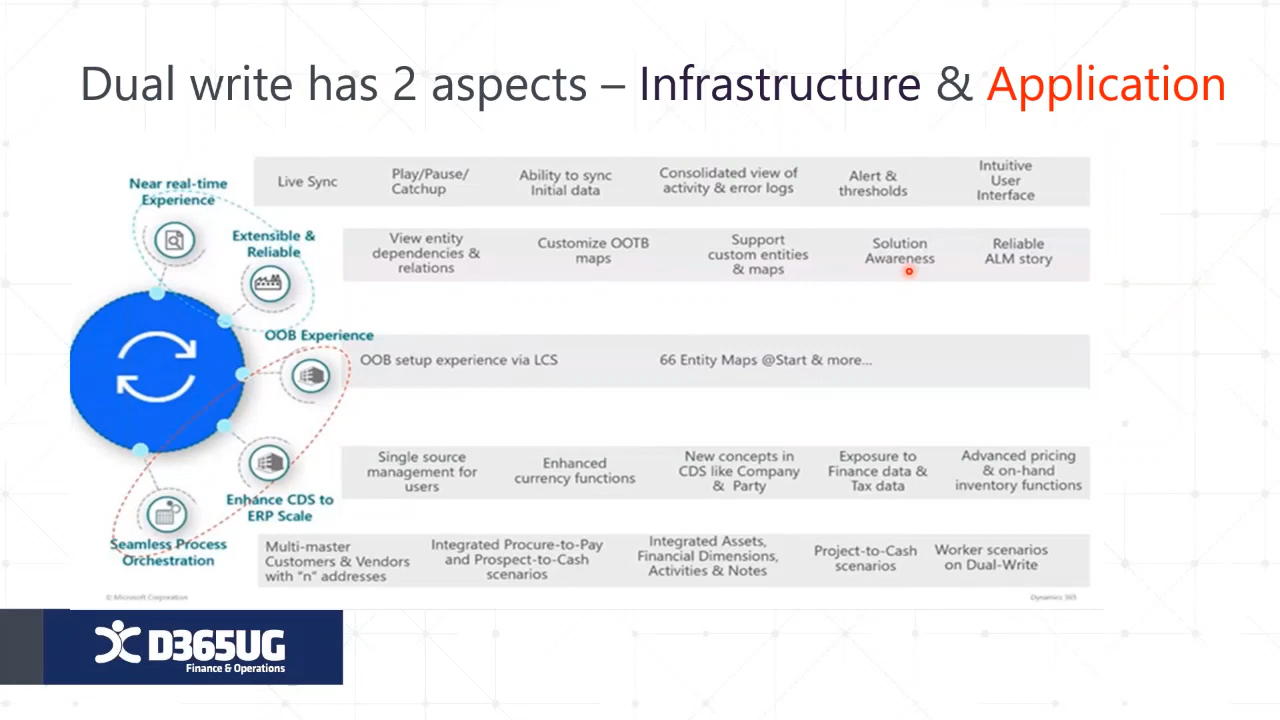 Dual write has 2 aspects – Infrastructure & Application
Near real-time
Experience
Live Sync
Play/Pause/
Catchup
Ability to sync
Initial data
Consolidated view of
activity & error logs
Alert &
thresholds
Intuitive
User
Interface
Extensible &
Reliable
View entity
dependencies &
relations
Customize OOTB
maps
Support
custom entities
& maps
Solution
Awareness
Reliable
ALM story
OOB Experience
OOB setup experience via LCS
66 Entity Maps @Start & more...
Enhance CDS to
ERP Scale
Single source
management for
users
Enhanced
currency functions
New concepts in
CDS like Company
& Party
Exposure to
Finance data &
Tax data
Advanced pricing
& on-hand
inventory functions
Seamless Process
Orchestration
Multi-master
Customers & Vendors
with "n" addresses
Integrated Procure-to-Pay
and Prospect-to-Cash
scenarios
Integrated Assets,
Financial Dimensions,
Activities & Notes
Project-to-Cash
scenarios
Worker scenarios
on Dual-Write
© Microsoft Corporation
Dynamics 365
D365UG
Finance & Operations